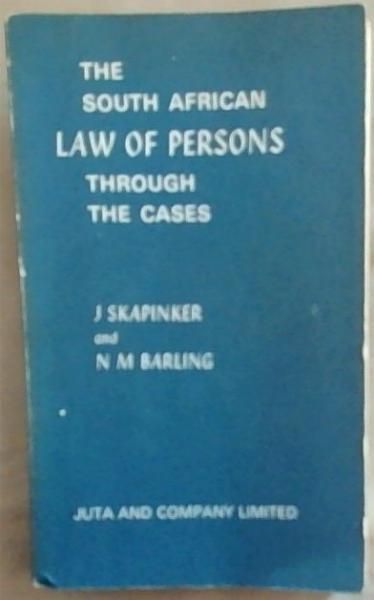 THE
SOUTH AFRICAN
LAW OF PERSONS
THROUGH
THE CASES
J SKAPINKER
and
N M BARLING
JUTA AND COMPANY LIMITED